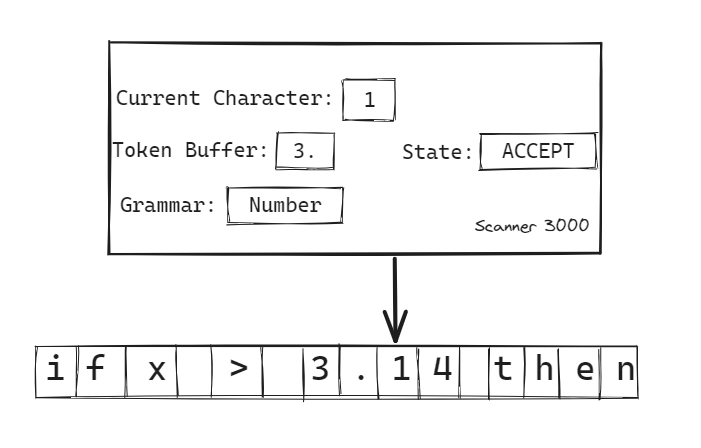 Current Character: 1
Token Buffer: 3. State: ACCEPT
Grammar: Number
Scanner 3000
i f x > 3 . 1 4 t h e n